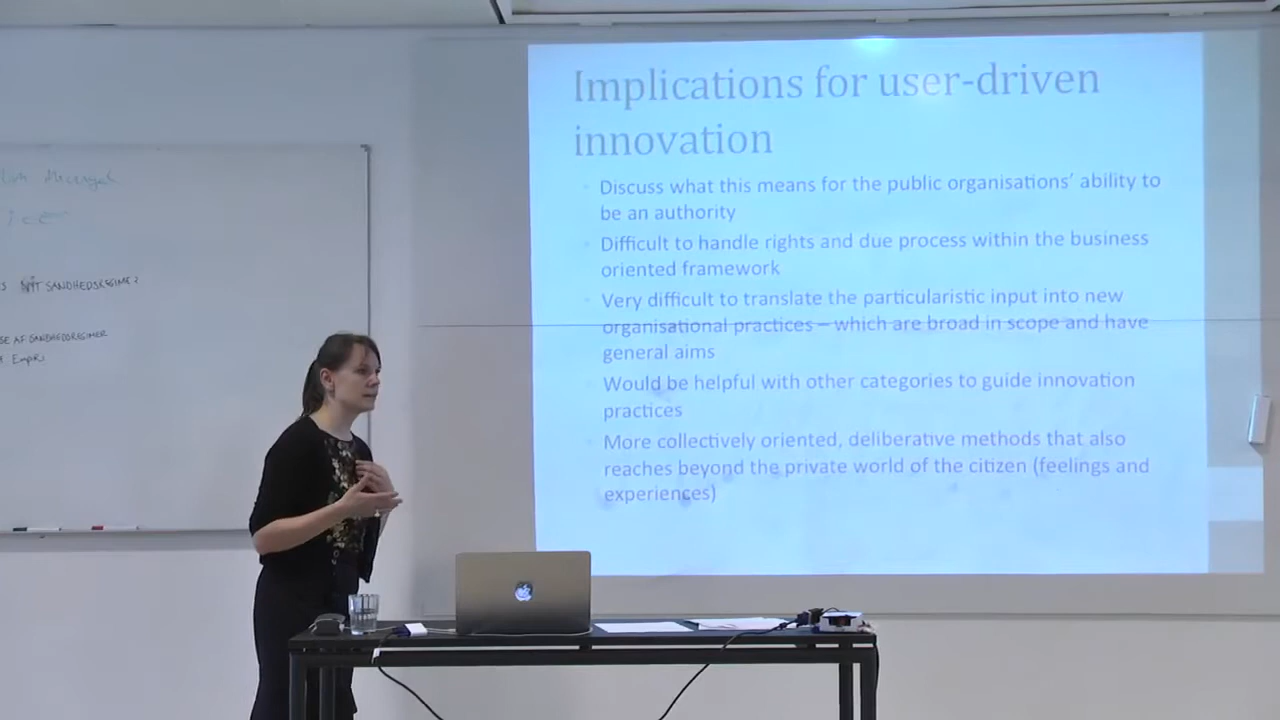 Implications for user-driven
innovation
Discuss what this means for the public organisations' ability to
be an authority
Difficult to handle rights and due process within the business
oriented framework
Very difficult to translate the particularistic input into new
organisational practices – which are broad in scope and have
general aims
Would be helpful with other categories to guide innovation
practices
More collectively oriented, deliberative methods that also
reaches beyond the private world of the citizen (feelings and
experiences)
SANDHEDSREGIME?
SE AF SANDHEDSREGIMER
EMPIRI